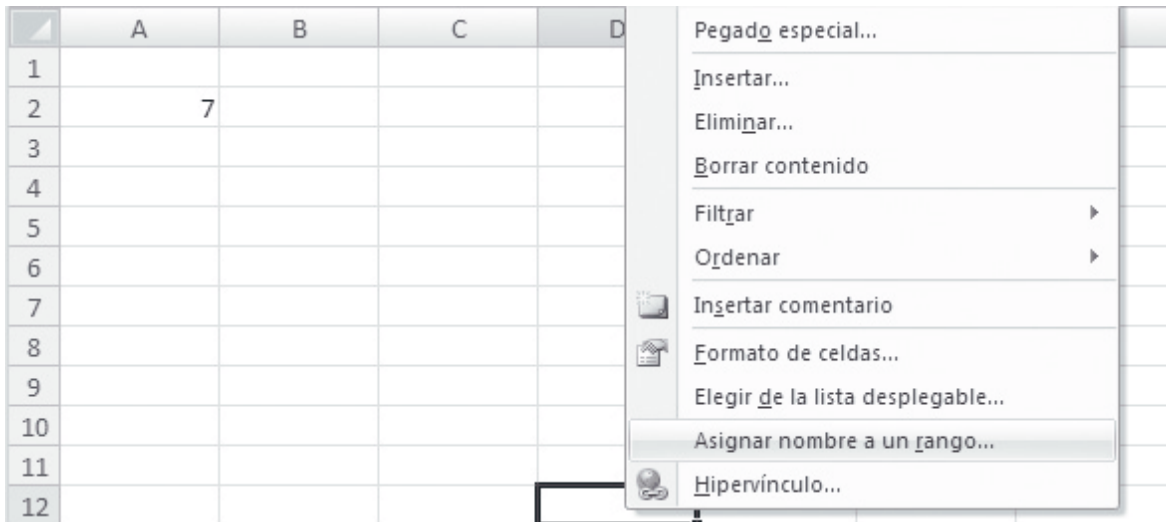 A B C D
1
2 7
3
4
5
6
7
8
9
10
11
12
Pegado especial...
Insertar...
Eliminar...
Borrar contenido
Filtrar
Ordenar
Insertar comentario
Formato de celdas...
Elegir de la lista desplegable...
Asignar nombre a un rango...
Hipervínculo...